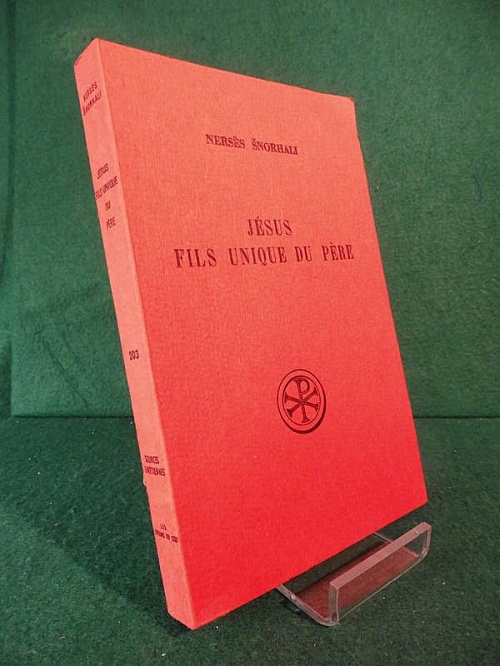 NERSÈS ŠNORHALI
JÉSUS
FILS UNIQUE DU PÈRE
NERSÈS
ŠNORHALI
JÉSUS
FILS UNIQUE
DU
PÈRE
203
SOURCES
CHRÉTIENNES